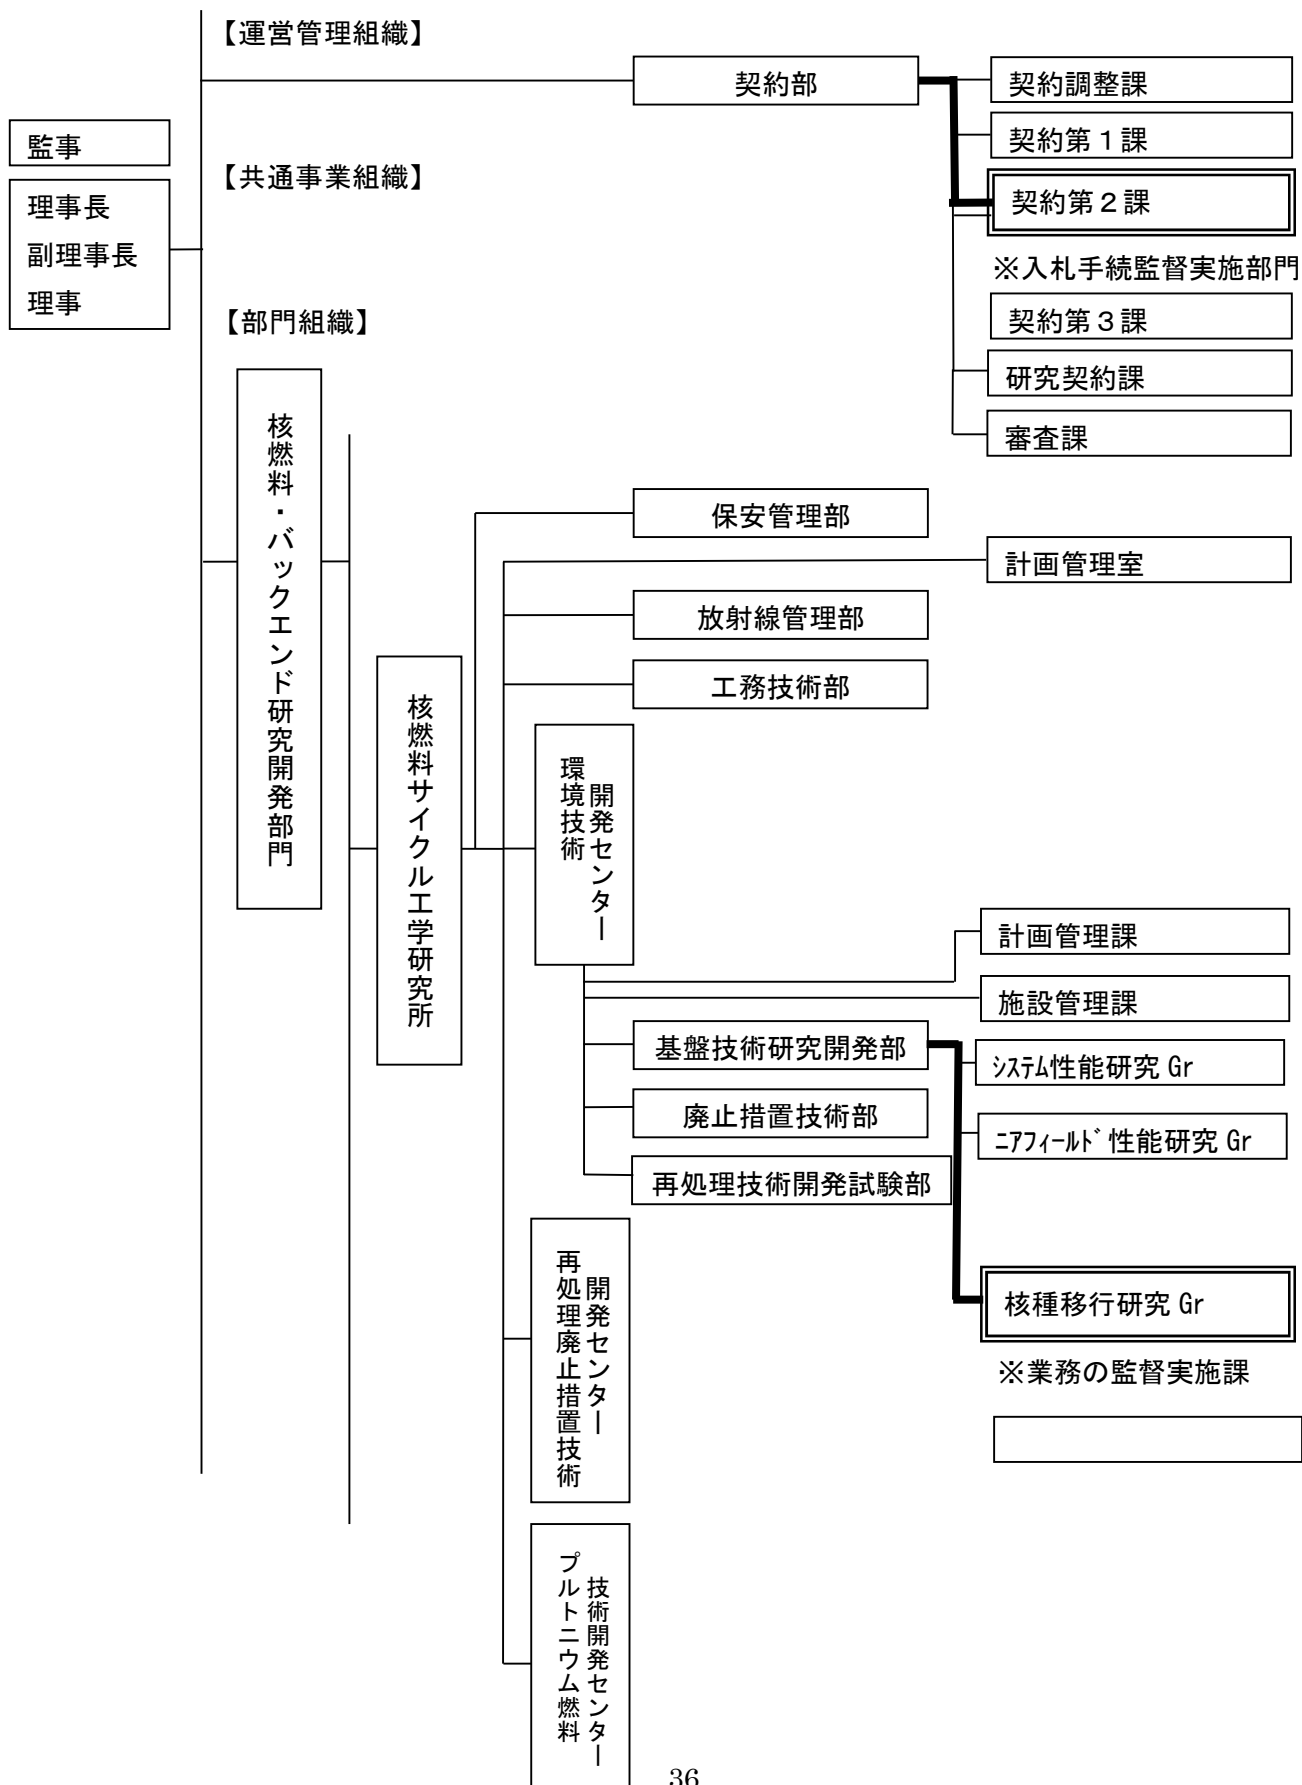 【運営管理組織】
契約部
契約調整課
契約第１課
監事
【共通事業組織】
契約第２課
理事長
副理事長
理事
※入札手続監督実施部門
【部門組織】
契約第３課
研究契約課
審査課
核燃料・バックエンド研究開発部門
保安管理部
計画管理室
放射線管理部
工務技術部
核燃料サイクル工学研究所
環境技術
開発センター
計画管理課
施設管理課
基盤技術研究開発部
ｼｽﾃﾑ性能研究 Gr
廃止措置技術部
ﾆｱﾌｨｰﾙﾄﾞ性能研究 Gr
再処理技術開発試験部
再処理廃止措置技術
開発センター
核種移行研究 Gr
※業務の監督実施課
プルトニウム燃料
技術開発センター
36